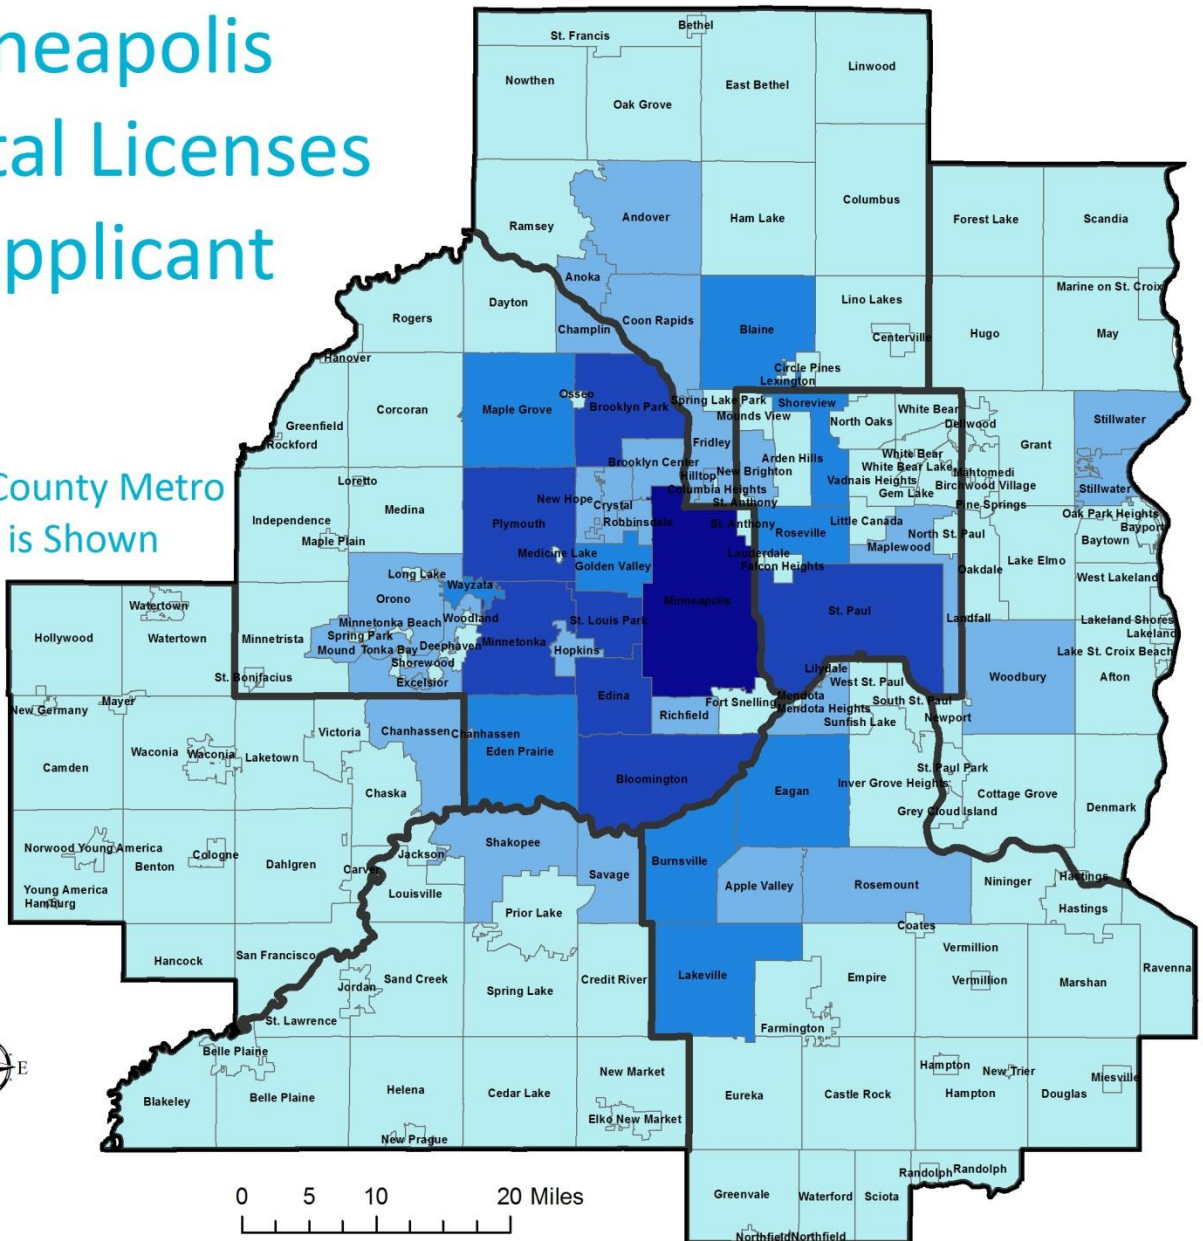 neapolis
tal Licenses
pplicant
County Metro
is Shown
St. Francis
Bethel
Nowthen
Oak Grove
East Bethel
Linwood
Ramsey
Andover
Ham Lake
Columbus
Forest Lake
Scandia
Anoka
Rogers
Dayton
Champlin
Coon Rapids
Blaine
Lino Lakes
Centerville
Hugo
Marine on St. Croix
May
Hanover
Circle Pines
Lexington
Corcoran
Maple Grove
Osseo
Brooklyn Park
Spring Lake Park
Mounds View
Shoreview
North Oaks
White Bear
Dellwood
Stillwater
Greenfield
Rockford
Fridley
Arden Hills
Grant
Loretto
Brooklyn Center
Hilltop
New Brighton
White Bear
White Bear Lake
Vadnais Heights
Gem Lake
Mahtomedi
Birchwood Village
Stillwater
Medina
Plymouth
New Hope
Crystal
Columbia Heights
St. Anthony
Pine Springs
Oak Park Heights
Bayport
Independence
Maple Plain
Robbinsdale
St. Anthony
Roseville
Little Canada
North St. Paul
Maplewood
Baytown
Medicine Lake
Golden Valley
Lauderdale
Falcon Heights
Oakdale
Lake Elmo
West Lakeland
Long Lake
Wayzata
Orono
Watertown
Hollywood
Watertown
Minnetrista
Minnetonka Beach
Woodland
Spring Park
Mound
Tonka Bay
Deephaven
Minnetonka
St. Louis Park
Minneapolis
St. Paul
Landfall
Lakeland Shores
Lakeland
Hopkins
Shorewood
Lake St. Croix Beach
St. Bonifacius
Excelsior
Edina
Lilydale
West St. Paul
Woodbury
Afton
New Germany
Mayer
Richfield
Fort Snelling
Mendota
Mendota Heights
South St. Paul
Sunfish Lake
Newport
Victoria
Chanhassen
Chanhassen
Waconia
Waconia
Laketown
Eden Prairie
Camden
Chaska
Bloomington
Eagan
Inver Grove Heights
St. Paul Park
Grey Cloud Island
Cottage Grove
Denmark
Norwood Young America
Benton
Cologne
Dahlgren
Carver
Jackson
Shakopee
Burnsville
Young America
Hamburg
Louisville
Savage
Apple Valley
Rosemount
Nininger
Hastings
Hastings
Prior Lake
Coates
Hancock
San Francisco
Jordan
Sand Creek
Spring Lake
Credit River
Lakeville
Empire
Vermillion
Vermillion
Marshan
Ravenna
St. Lawrence
Farmington
Belle Plaine
E
Blakeley
Belle Plaine
Helena
Cedar Lake
New Market
Eureka
Castle Rock
Hampton
Hampton
New Trier
Douglas
Miesville
New Prague
Elko New Market
Greenvale
Waterford
Sciota
Randolph
Randolph
Northfield
Northfield
0 5 10 20 Miles